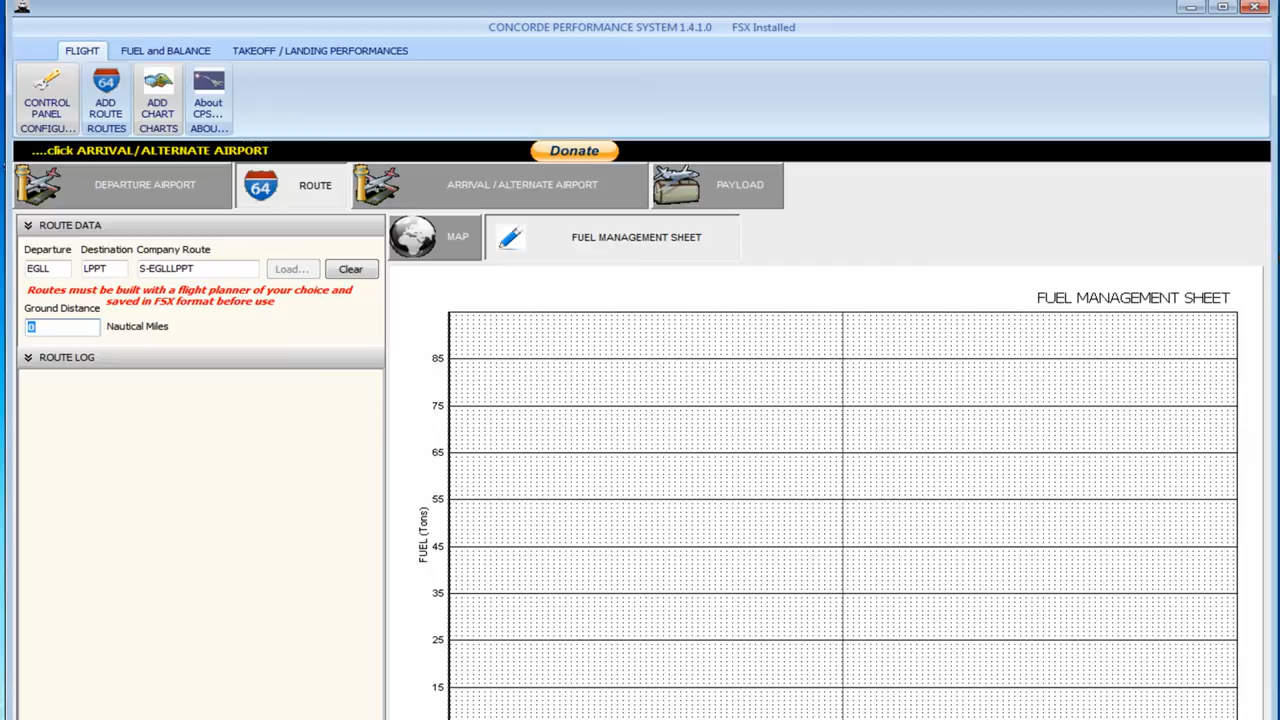 CONCORDE PERFORMANCE SYSTEM 1.4.1.0 FSX Installed
FLIGHT FUEL and BALANCE TAKEOFF / LANDING PERFORMANCES
64
CONTROL PANEL
ADD ROUTE
ADD CHART
About CPS...
CONFIGU... ROUTES CHARTS ABOU...
....click ARRIVAL/ALTERNATE AIRPORT
Donate
DEPARTURE AIRPORT 64 ROUTE ARRIVAL / ALTERNATE AIRPORT PAYLOAD
ROUTE DATA
Departure Destination Company Route
EGLL LPPT S-EGLLLPPT Load... Clear
Routes must be built with a flight planner of your choice and
saved in FSX format before use
Ground Distance
0 Nautical Miles
ROUTE LOG
MAP FUEL MANAGEMENT SHEET
FUEL MANAGEMENT SHEET
85
75
65
55
FUEL (Tons)
45
35
25
15